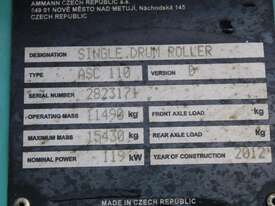 AMMANN CZECH REPUBLIC a.s.
549 01 NOVÉ MĚSTO NAD METUJÍ, Náchodská 145
CZECH REPUBLIC
DESIGNATION SINGLE DRUM ROLLER
TYPE ASC 110 VERSION D
SERIAL NUMBER 2823171
OPERATING MASS 11490 kg FRONT AXLE LOAD kg
MAXIMUM MASS 15430 kg REAR AXLE LOAD kg
NOMINAL POWER 119 kW YEAR OF CONSTRUCTION 2012
MADE IN CZECH REPUBLIC